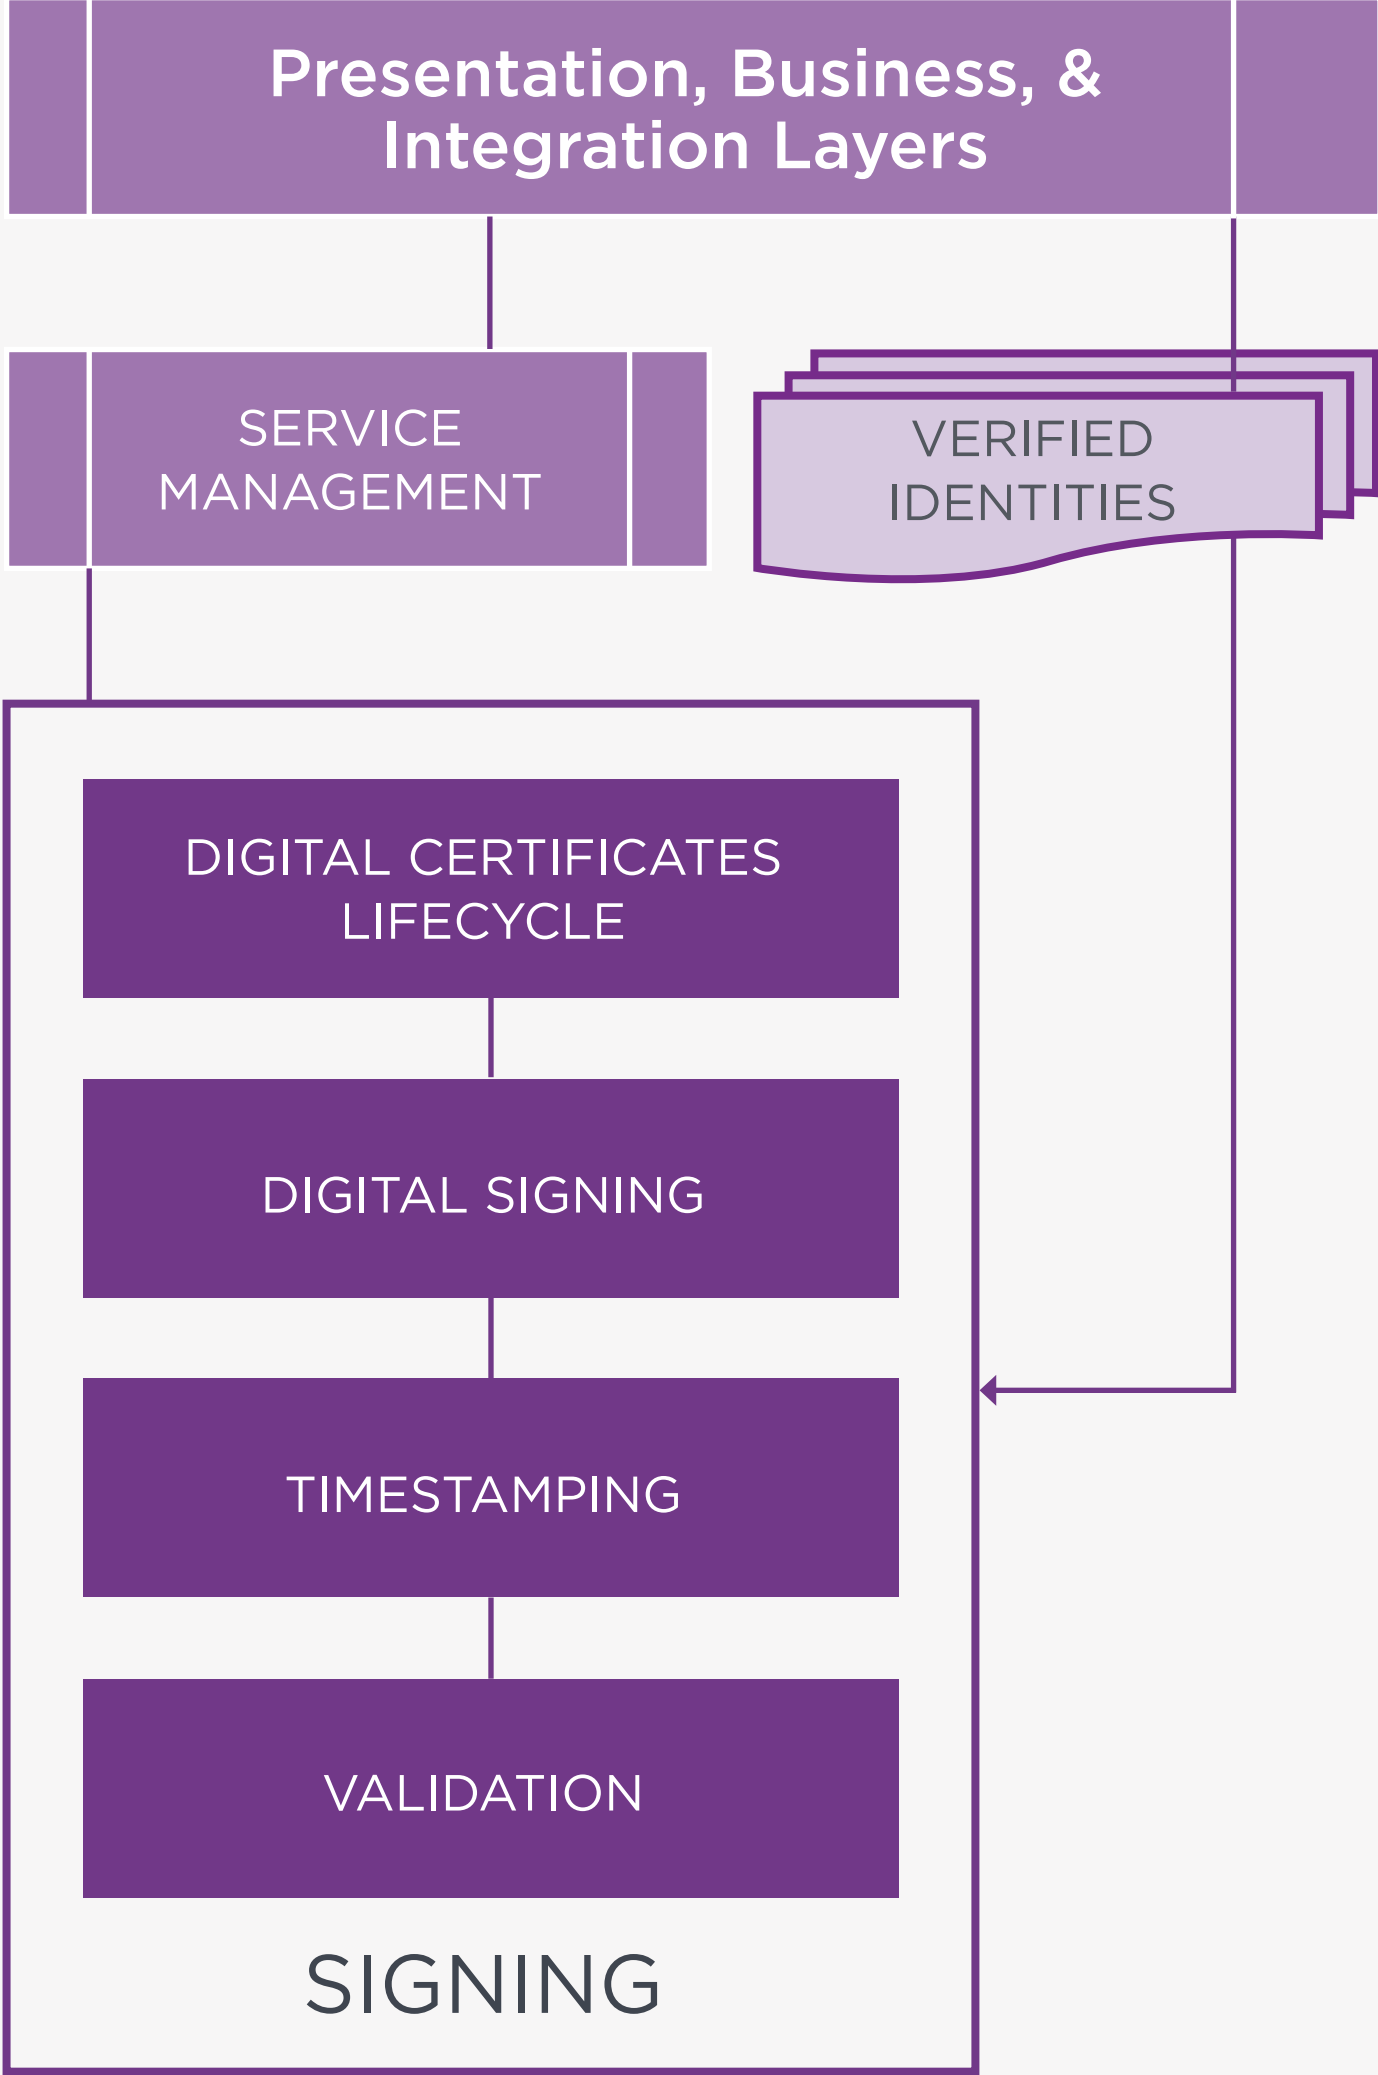 Presentation, Business, &
Integration Layers
SERVICE
MANAGEMENT
VERIFIED
IDENTITIES
DIGITAL CERTIFICATES
LIFECYCLE
DIGITAL SIGNING
TIMESTAMPING
VALIDATION
SIGNING